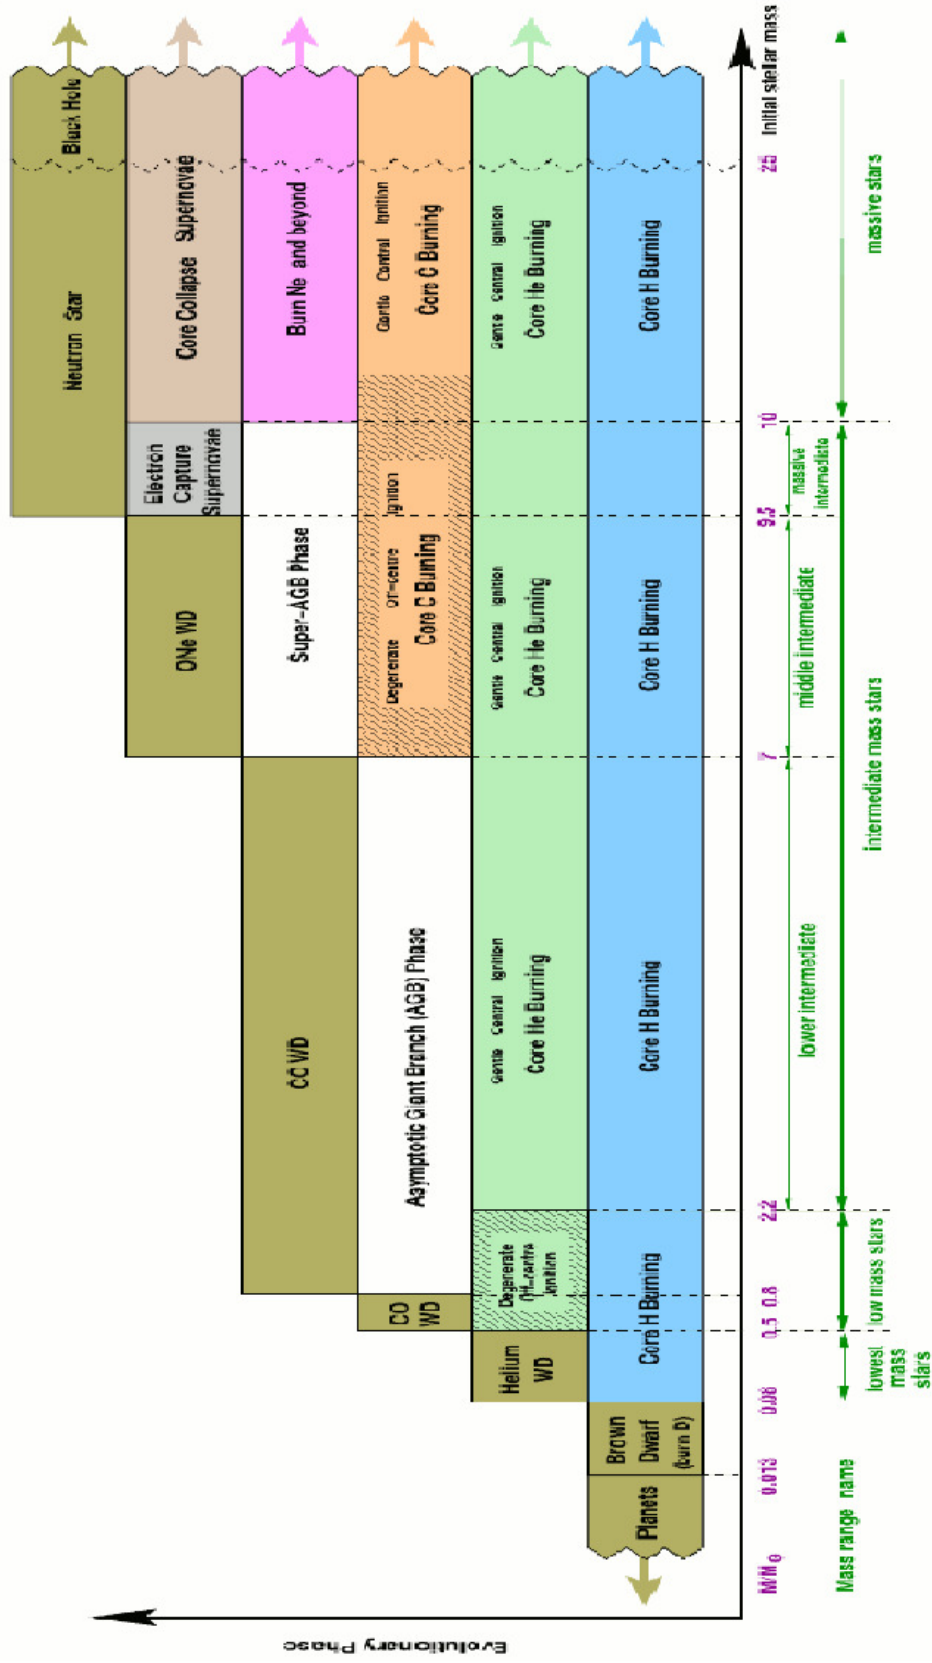 Neutron Star
Black Hole
ONe WD
Electron
Capture
Supernovae
Core Collapse Supernovae
CO WD
Super-AGB Phase
Burn Ne and beyond
CO
WD
Asymptotic Giant Branch (AGB) Phase
Degenerate Off-centre Ignition
Core C Burning
Gentle Central Ignition
Core C Burning
Helium
WD
Degenerate
Off-centre
Ignition
Gentle Central Ignition
Core He Burning
Gentle Central Ignition
Core He Burning
Gentle Central Ignition
Core He Burning
Planets
Brown
Dwarf
(burn D)
Core H Burning
Core H Burning
Core H Burning
Core H Burning
Evolutionary Phase
Initial stellar mass
0.013 0.08 0.5 0.8 2.2 7 9.5 10 25
lower intermediate
middle intermediate
massive
intermediate
Mass range name
lowest
mass
stars
low mass stars
intermediate mass stars
massive stars